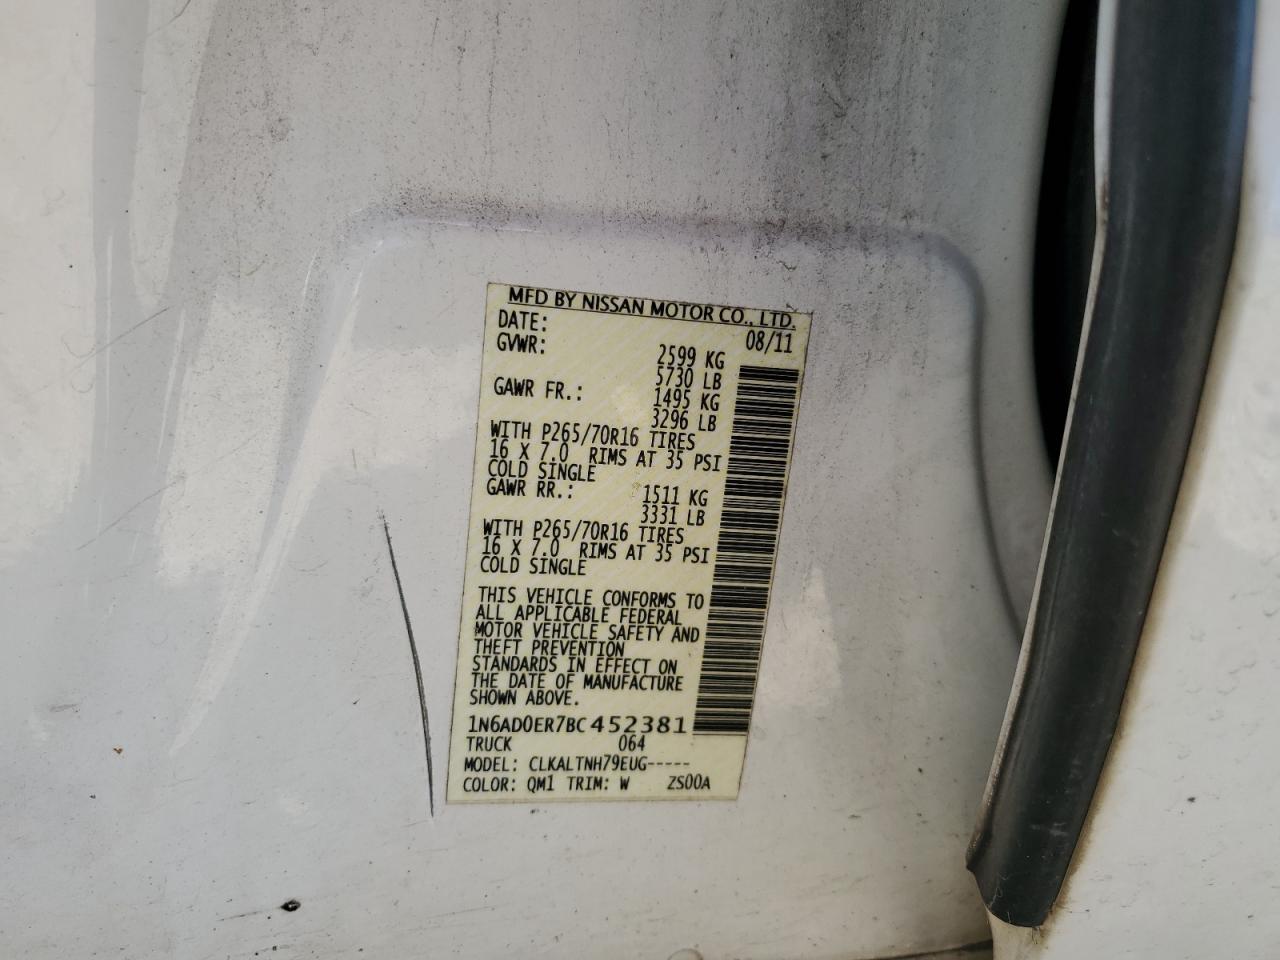 MFD BY NISSAN MOTOR CO., LTD.
DATE: 08/11
GVWR: 2599 KG
5730 LB
GAWR FR.: 1495 KG
3296 LB
WITH P265/70R16 TIRES
16 X 7.0 RIMS AT 35 PSI
COLD SINGLE
GAWR RR.: 1511 KG
3331 LB
WITH P265/70R16 TIRES
16 X 7.0 RIMS AT 35 PSI
COLD SINGLE
THIS VEHICLE CONFORMS TO
ALL APPLICABLE FEDERAL
MOTOR VEHICLE SAFETY AND
THEFT PREVENTION
STANDARDS IN EFFECT ON
THE DATE OF MANUFACTURE
SHOWN ABOVE.
1N6AD0ER7BC452381
TRUCK 064
MODEL: CLKALTNH79EUG-----
COLOR: QM1 TRIM: W ZS00A